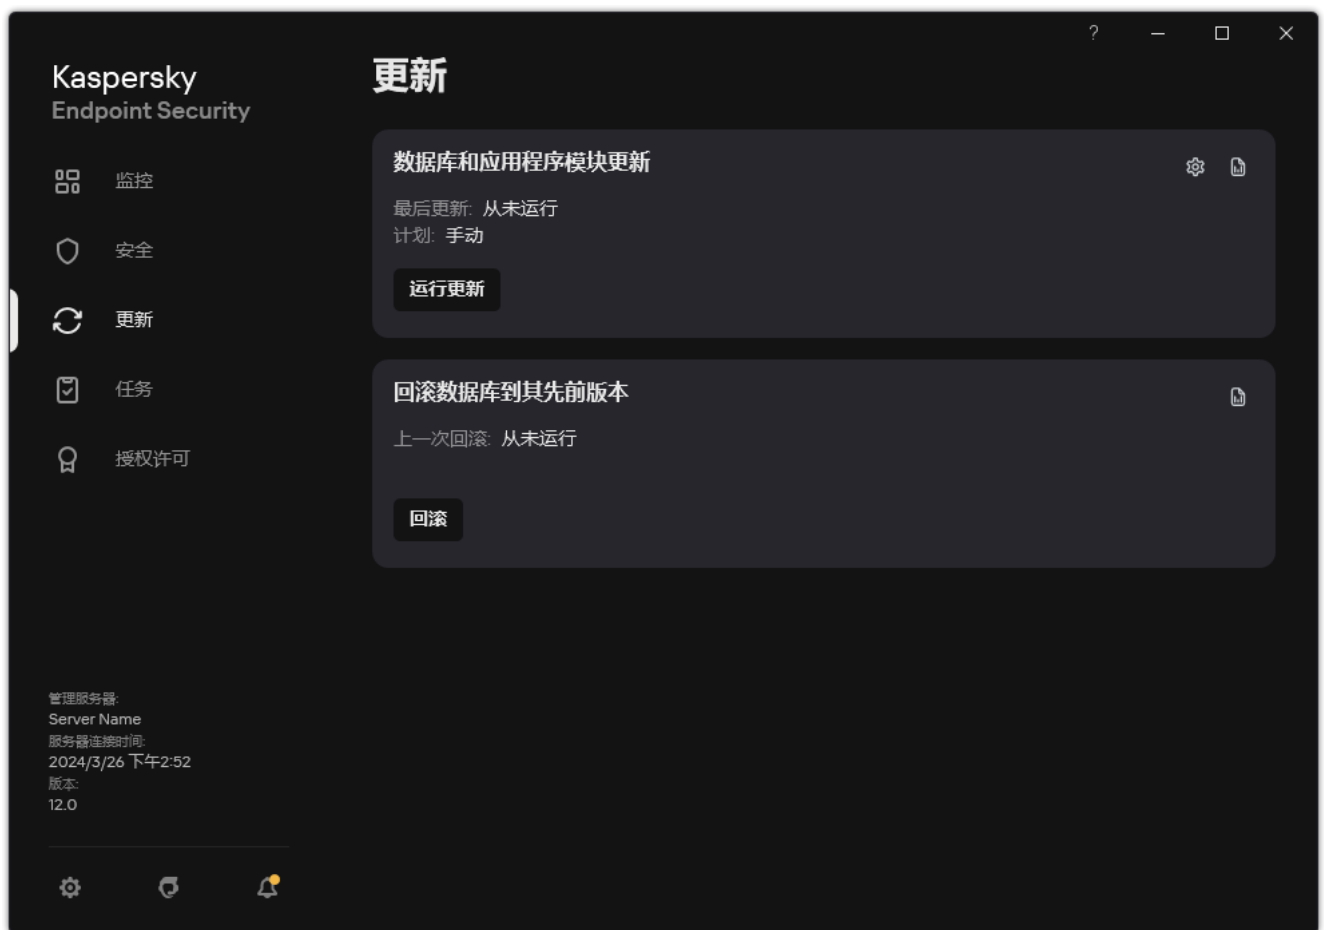 ?
Kaspersky
Endpoint Security
监控
安全
更新
任务
授权许可
管理服务器:
Server Name
服务器连接时间:
2024/3/26 下午2:52
版本:
12.0
更新
数据库和应用程序模块更新
最后更新: 从未运行
计划: 手动
运行更新
回滚数据库到其先前版本
上一次回滚: 从未运行
回滚